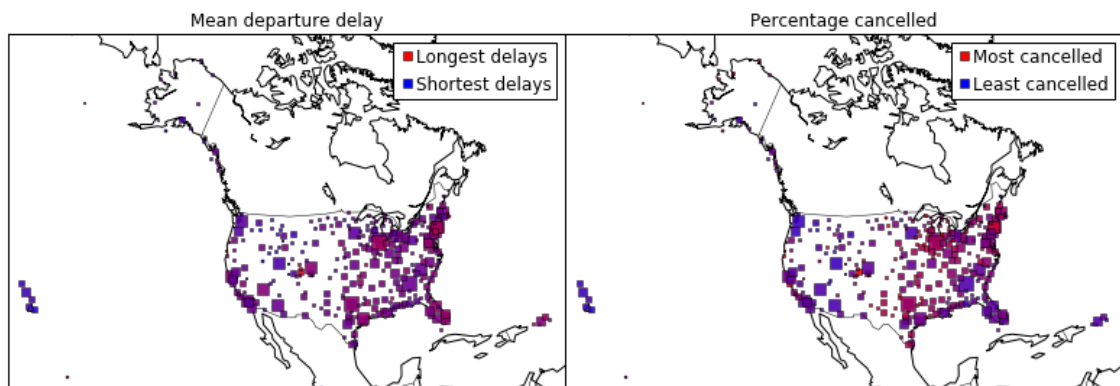 Mean departure delay
Longest delays
Shortest delays
Percentage cancelled
Most cancelled
Least cancelled